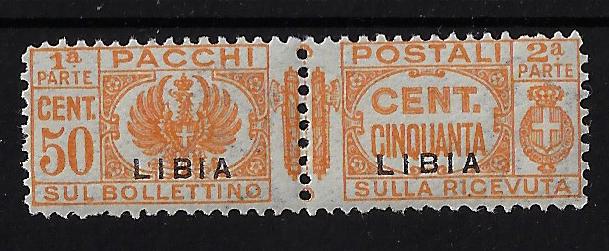 1a PARTE PACCHI POSTALI 2a PARTE
CENT. 50 CENT. CINQUANTA
LIBIA LIBIA
SUL BOLLETTINO SULLA RICEVUTA